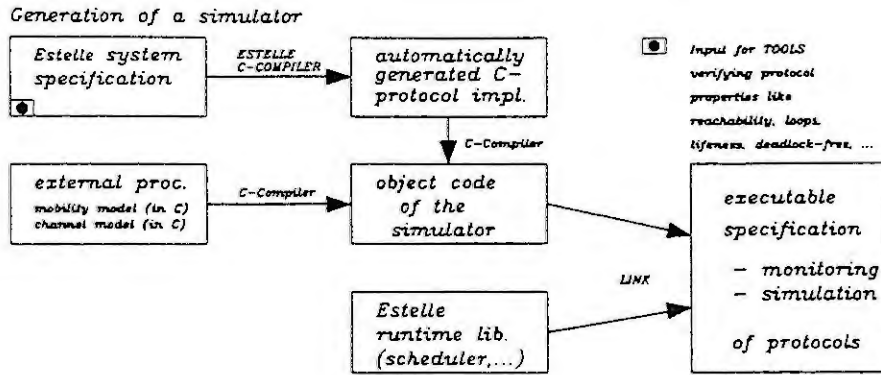 Generation of a simulator
Estelle system
specification
ESTELLE
C-COMPILER
automatically
generated C-
protocol impl.
Input for TOOLS
verifying protocol
properties like
reachability, loops,
lifeness, deadlock-free, ...
C-Compiler
external proc.
mobility model (in C)
channel model (in C)
C-Compiler
object code
of the
simulator
executable
specification
- monitoring
- simulation
of protocols
LINK
Estelle
runtime lib.
(scheduler,...)